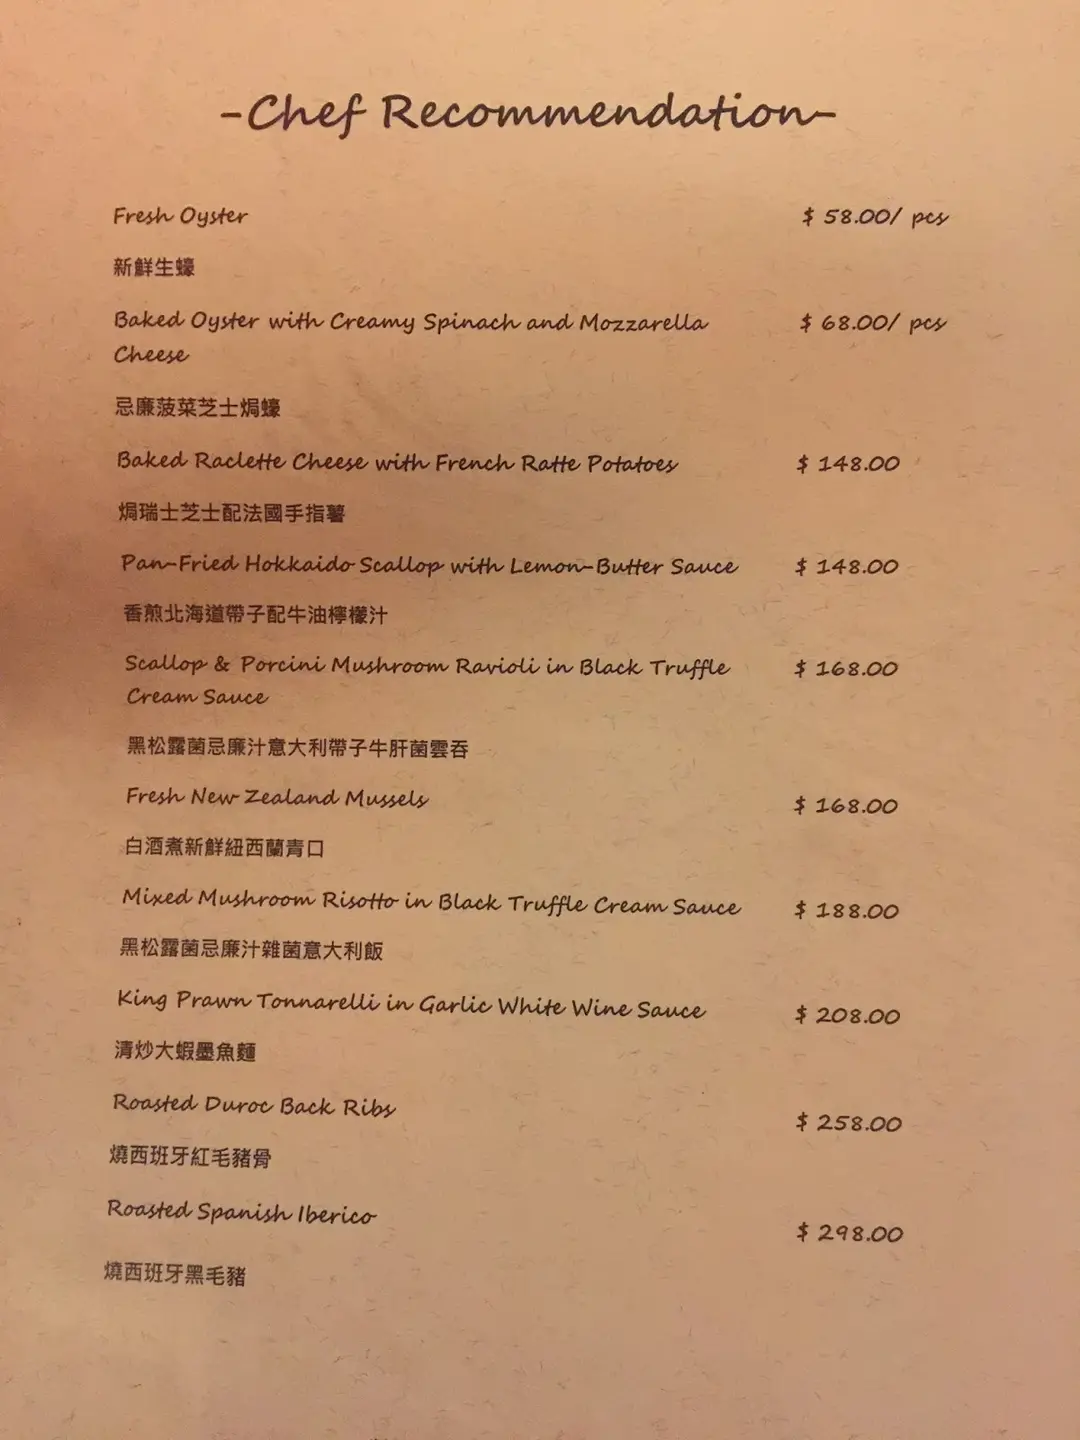 -Chef Recommendation-
Fresh Oyster $ 58.00/ pcs
新鮮生蠔
Baked Oyster with Creamy Spinach and Mozzarella $ 68.00/ pcs
Cheese
忌廉菠菜芝士焗蠔
Baked Raclette Cheese with French Ratte Potatoes $ 148.00
焗瑞士芝士配法國手指薯
Pan-Fried Hokkaido Scallop with Lemon-Butter Sauce $ 148.00
香煎北海道帶子配牛油檸檬汁
Scallop & Porcini Mushroom Ravioli in Black Truffle $ 168.00
Cream Sauce
黑松露菌忌廉汁意大利帶子牛肝菌雲吞
Fresh New Zealand Mussels $ 168.00
白酒煮新鮮紐西蘭青口
Mixed Mushroom Risotto in Black Truffle Cream Sauce $ 188.00
黑松露菌忌廉汁雜菌意大利飯
King Prawn Tonnarelli in Garlic White Wine Sauce $ 208.00
清炒大蝦墨魚麵
Roasted Duroc Back Ribs $ 258.00
燒西班牙紅毛豬骨
Roasted Spanish Iberico $ 298.00
燒西班牙黑毛豬